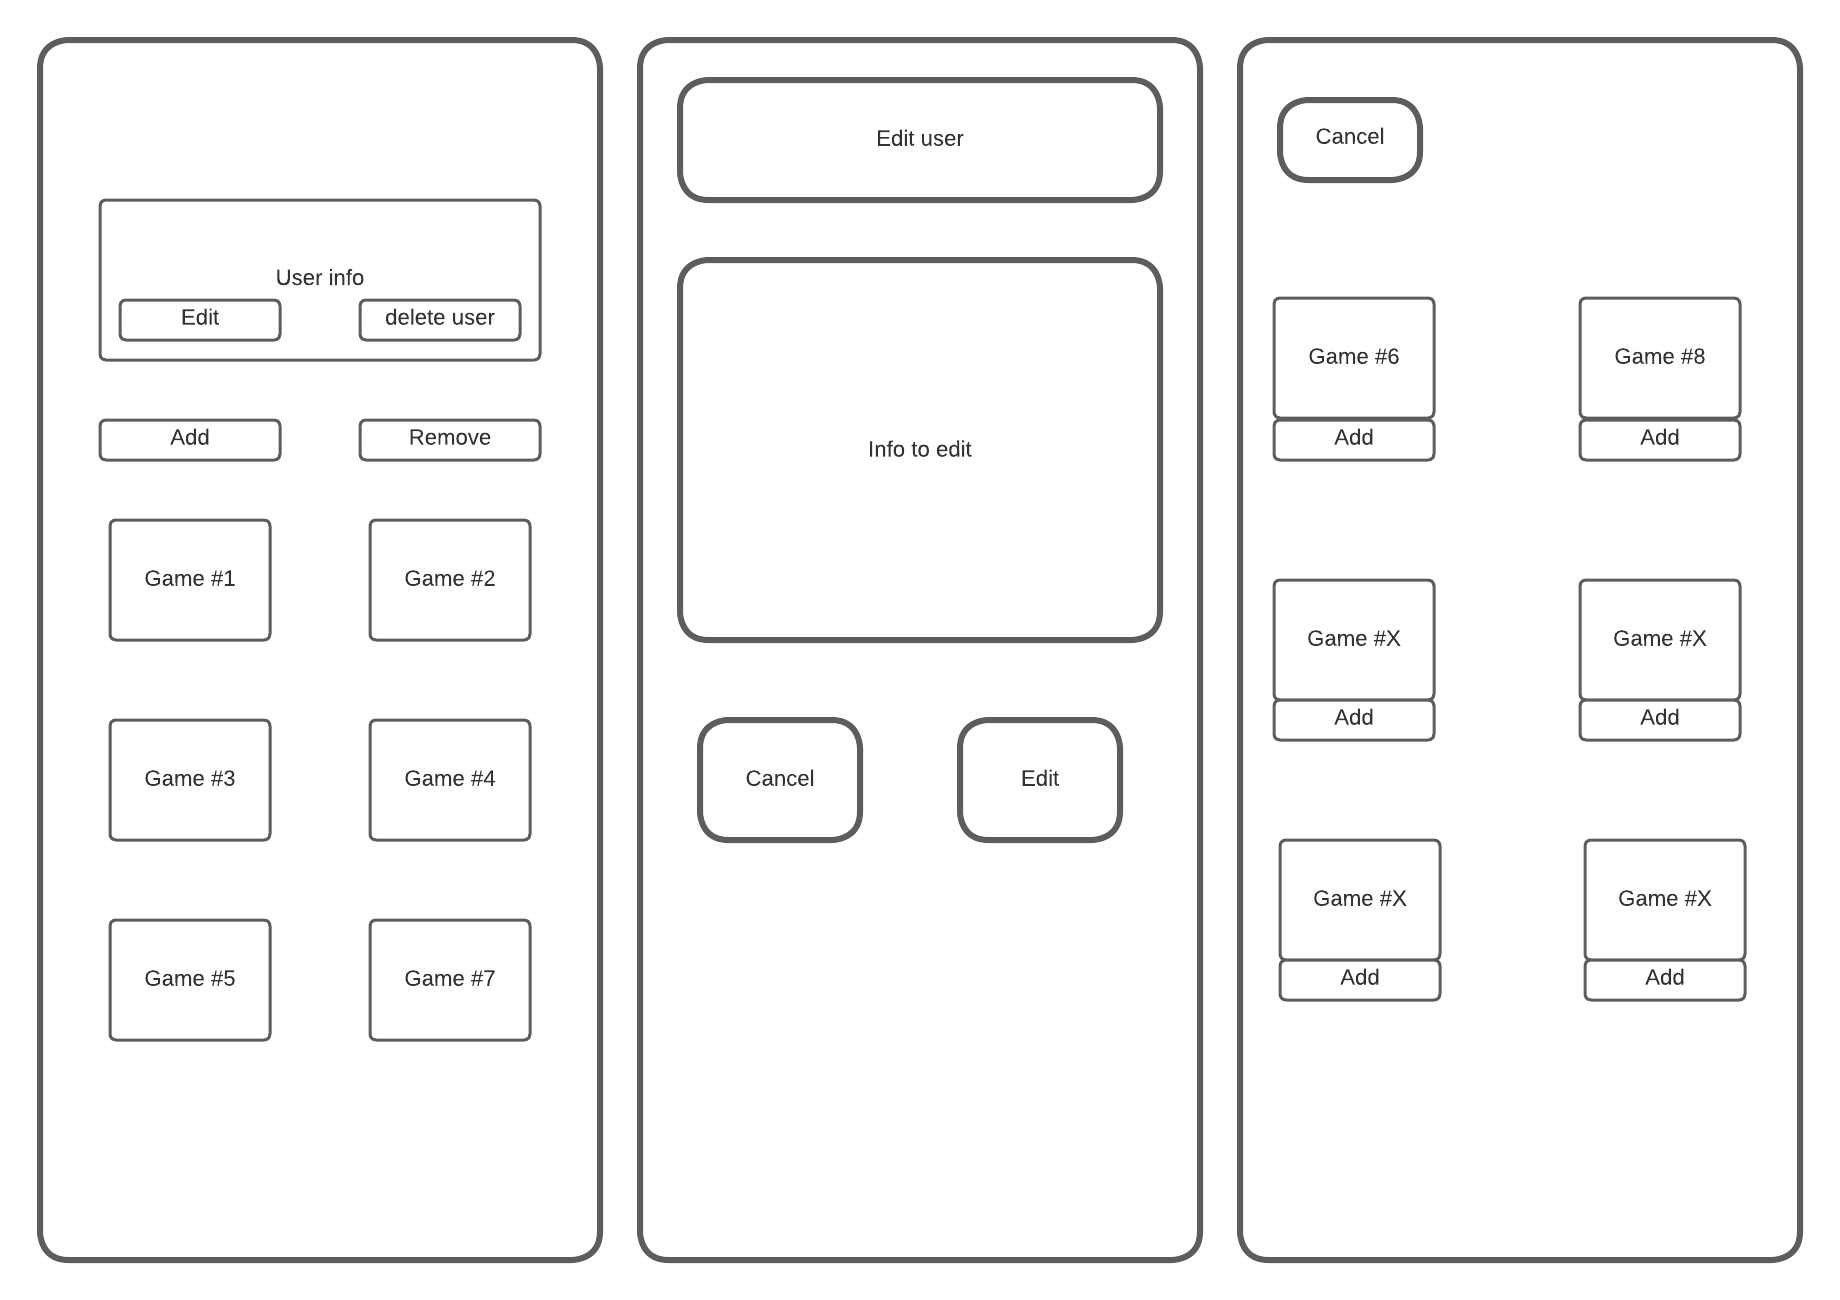 User info
Edit
delete user
Add
Remove
Game #1
Game #2
Game #3
Game #4
Game #5
Game #7
Edit user
Info to edit
Cancel
Edit
Cancel
Game #6
Game #8
Add
Add
Game #X
Game #X
Add
Add
Game #X
Game #X
Add
Add